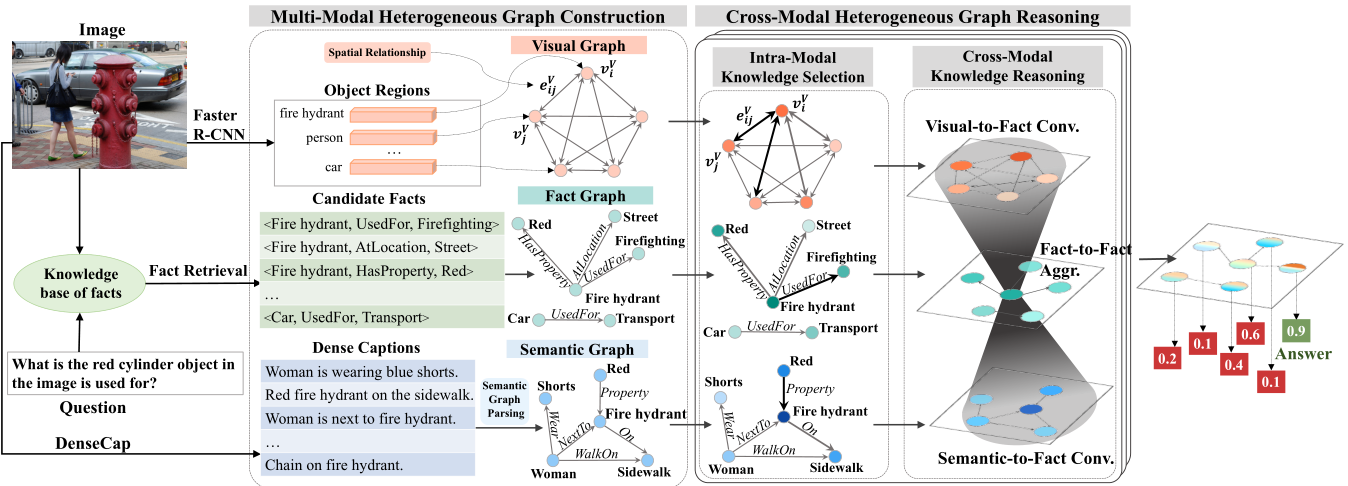 Multi-Modal Heterogeneous Graph Construction
Cross-Modal Heterogeneous Graph Reasoning
Image
Faster
R-CNN
Knowledge
base of facts
Fact Retrieval
What is the red cylinder object in
the image is used for?
Question
DenseCap
Spatial Relationship
Visual Graph
Object Regions
fire hydrant
person
...
car
e_{ij}^V
v_i^V
v_j^V
Candidate Facts
<Fire hydrant, UsedFor, Firefighting>
<Fire hydrant, AtLocation, Street>
<Fire hydrant, HasProperty, Red>
...
<Car, UsedFor, Transport>
Fact Graph
Red
Street
Firefighting
HasProperty
AtLocation
UsedFor
Fire hydrant
Car
UsedFor
Transport
Dense Captions
Woman is wearing blue shorts.
Red fire hydrant on the sidewalk.
Woman is next to fire hydrant.
...
Chain on fire hydrant.
Semantic
Graph
Parsing
Semantic Graph
Red
Shorts
Property
Fire hydrant
Wear
NextTo
On
WalkOn
Woman
Sidewalk
Intra-Modal
Knowledge Selection
v_i^V
e_{ij}^V
v_j^V
Red
Street
Firefighting
HasProperty
AtLocation
UsedFor
Fire hydrant
Car
UsedFor
Transport
Red
Shorts
Property
Fire hydrant
Wear
NextTo
On
WalkOn
Woman
Sidewalk
Cross-Modal
Knowledge Reasoning
Visual-to-Fact Conv.
Fact-to-Fact
Aggr.
Semantic-to-Fact Conv.
0.2
0.1
0.6
0.4
0.1
0.9
Answer